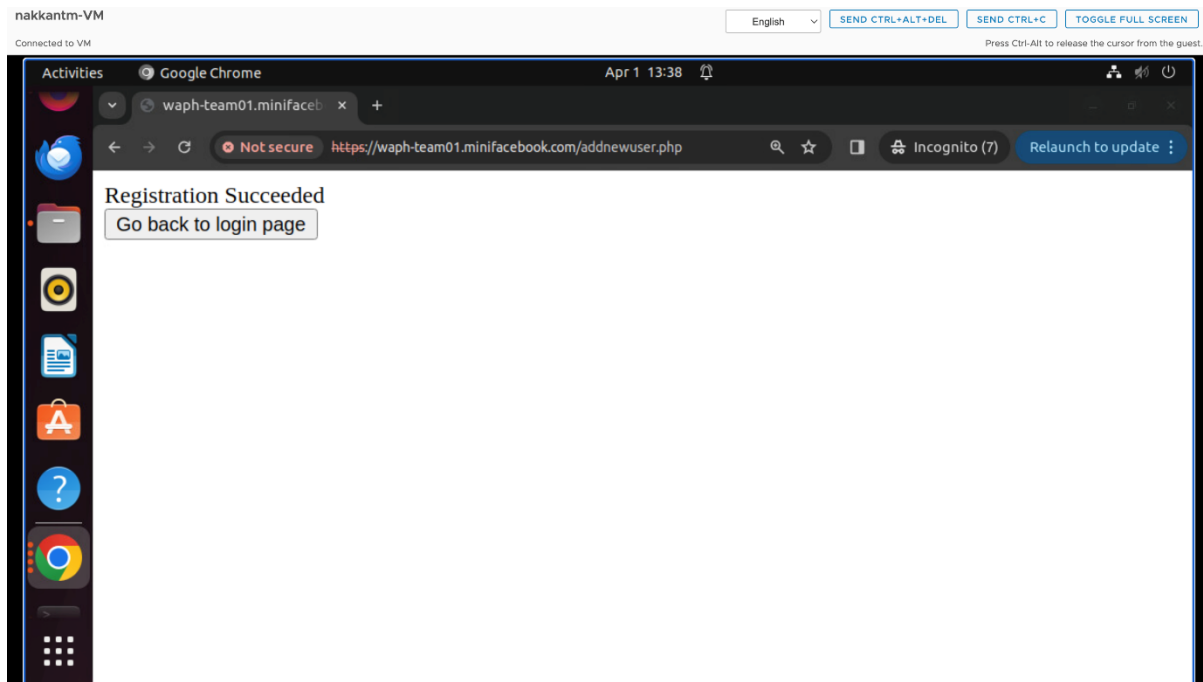 nakkantm-VM
English
SEND CTRL+ALT+DEL
SEND CTRL+C
TOGGLE FULL SCREEN
Connected to VM
Press Ctrl-Alt to release the cursor from the guest.
Activities
Google Chrome
Apr 1 13:38
waph-team01.minifaceb
Not secure
https://waph-team01.minifacebook.com/addnewuser.php
Incognito (7)
Relaunch to update
Registration Succeeded
Go back to login page